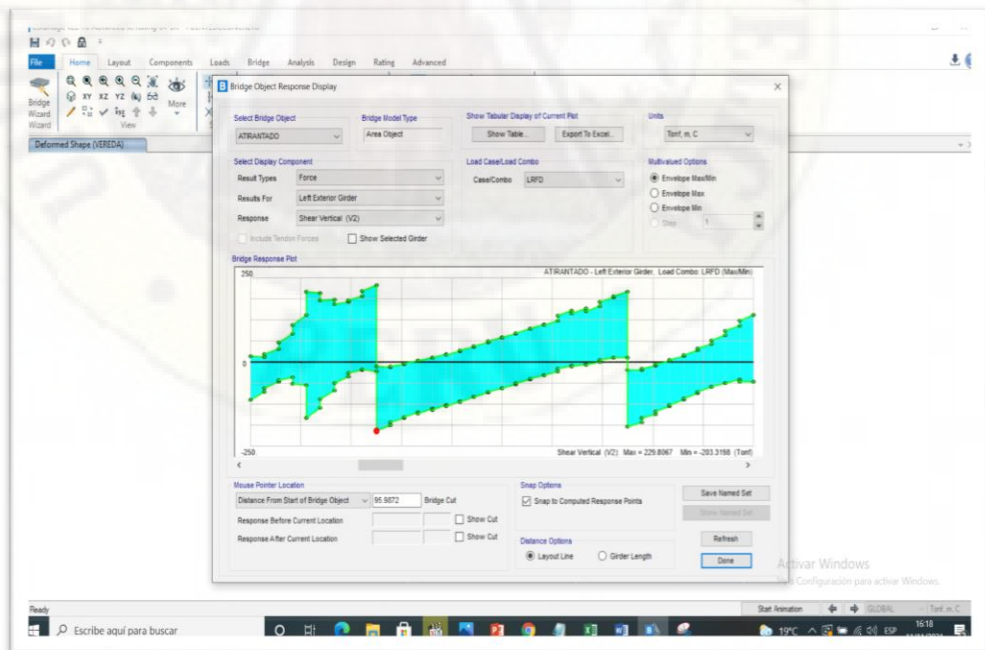 File Home Layout Components Loads Bridge Analysis Design Rating Advanced
Bridge Wizard
XY XZ YZ
More
Wizard
View
Deformed Shape (VEREDA)
Bridge Object Response Display
Select Bridge Object
ATIRANTADO
Bridge Model Type
Area Object
Show Tabular Display of Current Plot
Show Table...
Export To Excel...
Units
Tonf, m, C
Select Display Component
Result Types
Force
Results For
Left Exterior Girder
Response
Shear Vertical (V2)
Include Tendon Forces
Show Selected Girder
Load Case/Load Combo
Case/Combo
LRFD
Multivalued Options
Envelope Max/Min
Envelope Max
Envelope Min
Step
1
Bridge Response Plot
250.
ATIRANTADO - Left Exterior Girder, Load Combo: LRFD (Max/Min)
0
-250.
Shear Vertical (V2) Max = 229.8067 Min = -203.3198 (Tonf)
Mouse Pointer Location
Distance From Start of Bridge Object
95.9872
Bridge Cut
Response Before Current Location
Show Cut
Response After Current Location
Show Cut
Snap Options
Snap to Computed Response Points
Distance Options
Layout Line
Girder Length
Save Named Set
Show Named Set
Refresh
Done
Activar Windows
Configuración para activar Windows.
Ready
Start Animation
GLOBAL
Tonf, m, C
Escribe aquí para buscar
19°C
ESP
16:18